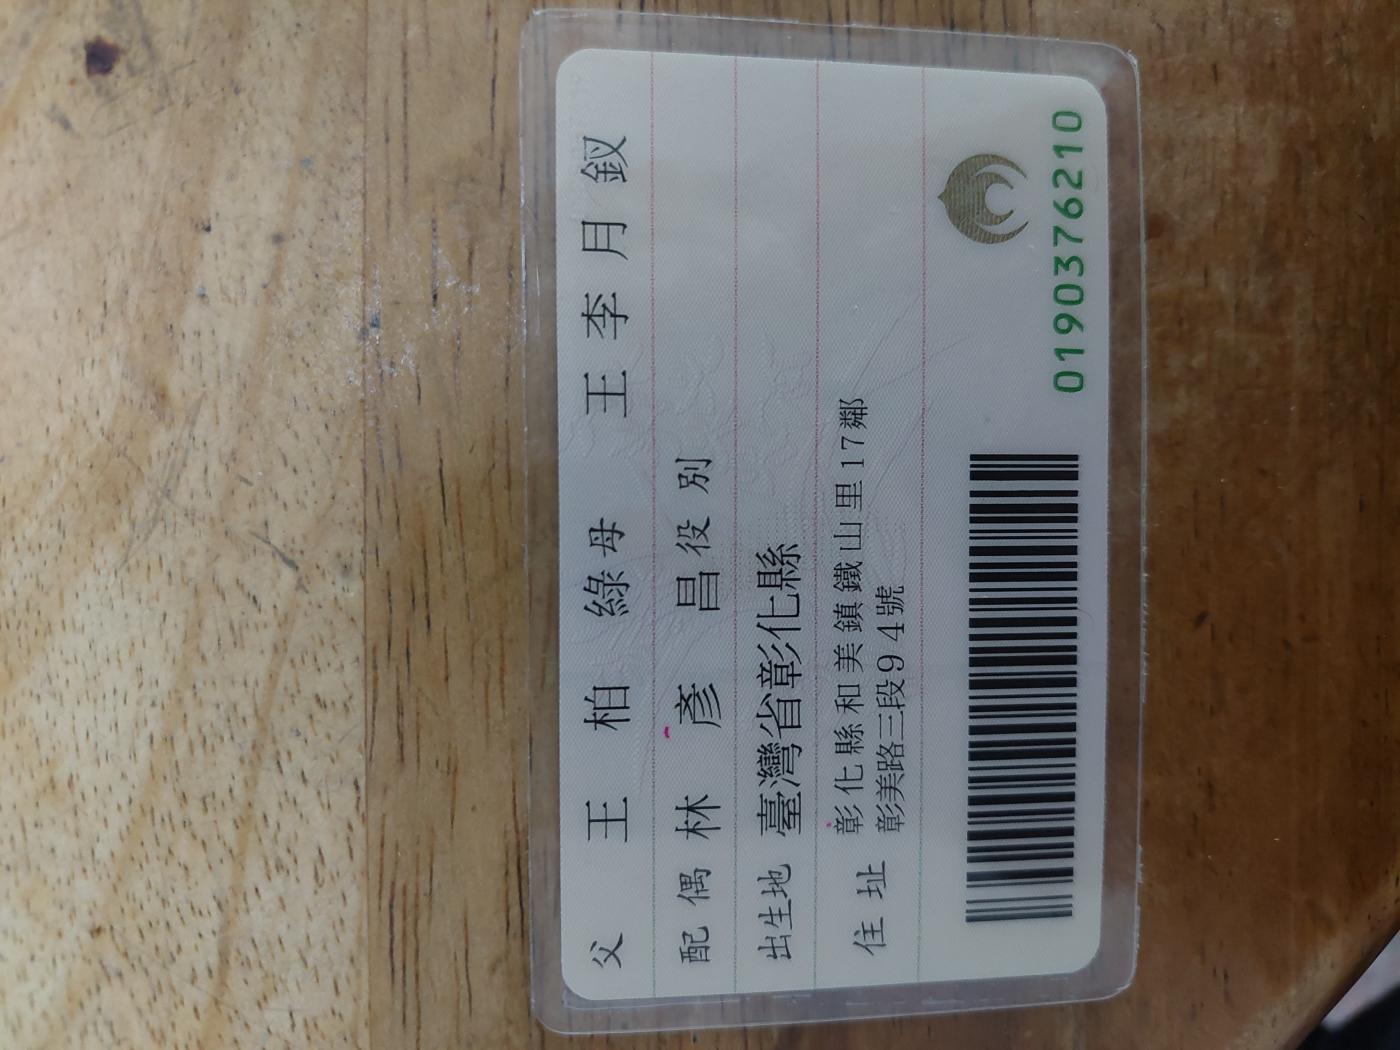 父 王柏綠 母 王李月釵
配偶 林彥昌 役別
出生地 臺灣省彰化縣
住址 彰化縣和美鎮鐵山里17鄰
彰美路三段94號
0190376210